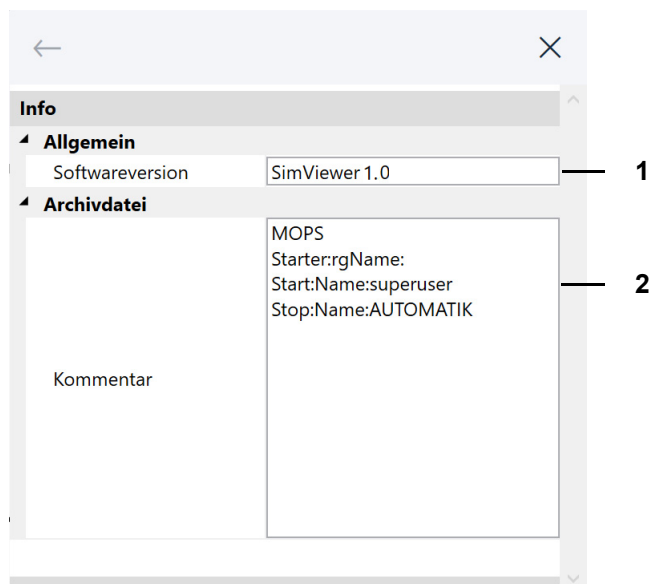 Info
Allgemein
Softwareversion SimViewer 1.0 1
Archivdatei
MOPS
Starter:rgName:
Start:Name:superuser 2
Stop:Name:AUTOMATIK
Kommentar